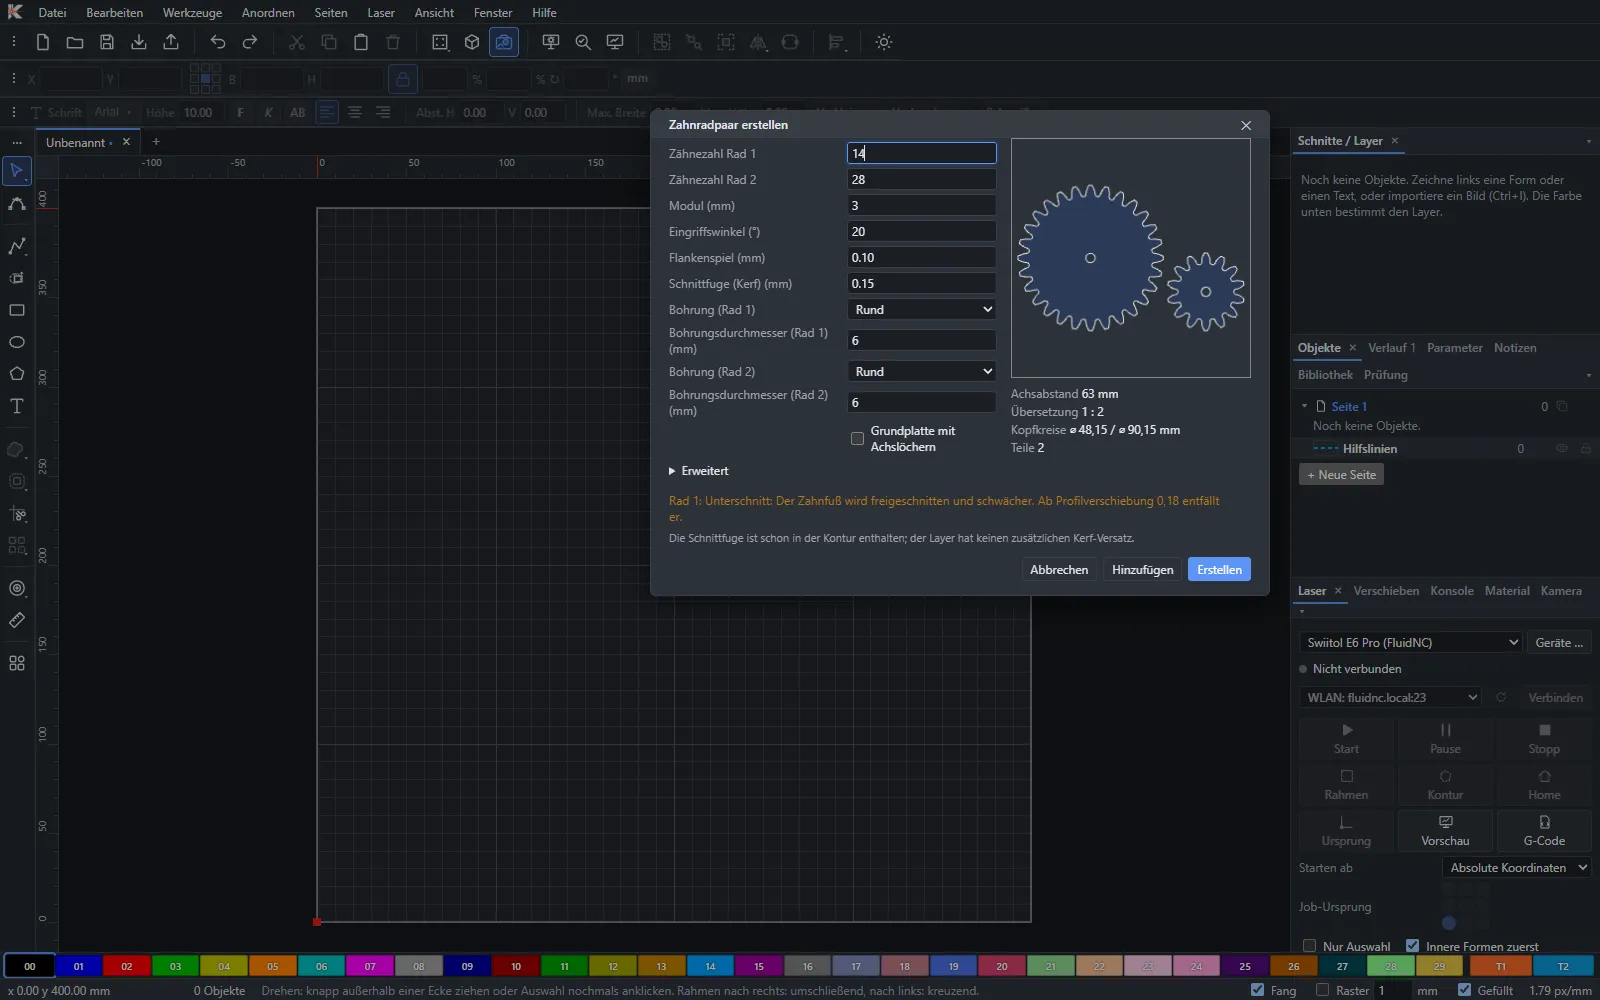 Datei Bearbeiten Werkzeuge Anordnen Seiten Laser Ansicht Fenster Hilfe
X Y B H % % ° mm
Schrift Arial Höhe 10.00 F K AB Abst. H 0.00 V 0.00 Max. Breite
Unbenannt
-100 -50 0 50 100 150
400
350
300
250
200
150
100
50
0
Zahnradpaar erstellen
Zähnezahl Rad 1 14
Zähnezahl Rad 2 28
Modul (mm) 3
Eingriffswinkel (°) 20
Flankenspiel (mm) 0.10
Schnittfuge (Kerf) (mm) 0.15
Bohrung (Rad 1) Rund
Bohrungsdurchmesser (Rad 1) (mm) 6
Bohrung (Rad 2) Rund
Bohrungsdurchmesser (Rad 2) (mm) 6
Grundplatte mit
Achslöchern
Erweitert
Achsabstand 63 mm
Übersetzung 1 : 2
Kopfkreise ⌀ 48,15 / ⌀ 90,15 mm
Teile 2
Rad 1: Unterschnitt: Der Zahnfuß wird freigeschnitten und schwächer. Ab Profilverschiebung 0,18 entfällt
er.
Die Schnittfuge ist schon in der Kontur enthalten; der Layer hat keinen zusätzlichen Kerf-Versatz.
Abbrechen Hinzufügen Erstellen
Schnitte / Layer
Noch keine Objekte. Zeichne links eine Form oder
einen Text, oder importiere ein Bild (Ctrl+I). Die Farbe
unten bestimmt den Layer.
Objekte Verlauf 1 Parameter Notizen
Bibliothek Prüfung
Seite 1 0
Noch keine Objekte.
Hilfslinien 0
+ Neue Seite
Laser Verschieben Konsole Material Kamera
Swiitol E6 Pro (FluidNC) Geräte ...
Nicht verbunden
WLAN: fluidnc.local:23 Verbinden
Start Pause Stopp
Rahmen Kontur Home
Ursprung Vorschau G-Code
Starten ab Absolute Koordinaten
Job-Ursprung
Nur Auswahl Innere Formen zuerst
00 01 02 03 04 05 06 07 08 09 10 11 12 13 14 15 16 17 18 19 20 21 22 23 24 25 26 27 28 29 T1 T2
x 0.00 y 400.00 mm 0 Objekte Drehen: knapp außerhalb einer Ecke ziehen oder Auswahl nochmals anklicken. Rahmen nach rechts: umschließend, nach links: kreuzend. Fang Raster 1 mm Gefüllt 1.79 px/mm